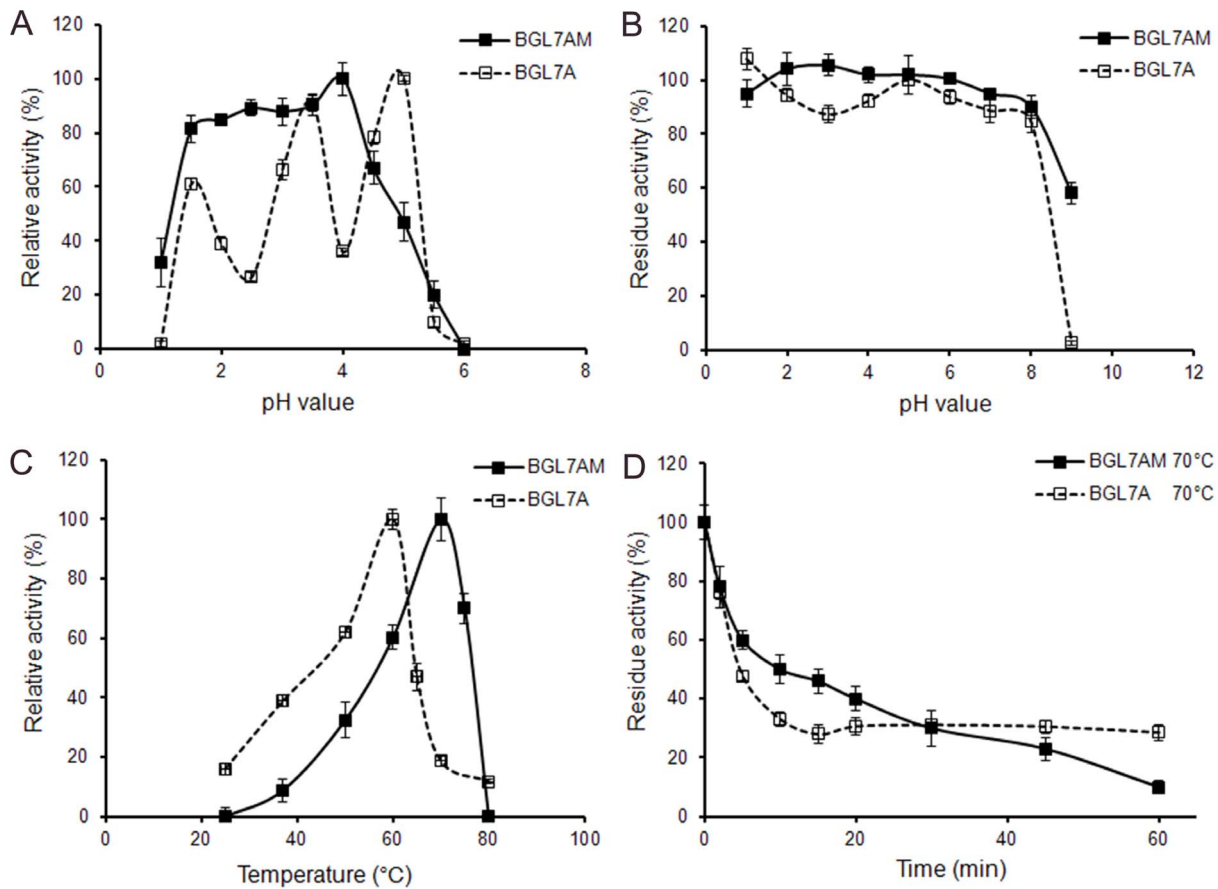 A
BGL7AM
BGL7A
Relative activity (%)
120
100
80
60
40
20
0
0 2 4 6 8
pH value
B
BGL7AM
BGL7A
Residue activity (%)
120
100
80
60
40
20
0
0 2 4 6 8 10 12
pH value
C
BGL7AM
BGL7A
Relative activity (%)
120
100
80
60
40
20
0
0 20 40 60 80 100
Temperature (°C)
D
BGL7AM 70°C
BGL7A 70°C
Residue activity (%)
120
100
80
60
40
20
0
0 20 40 60
Time (min)